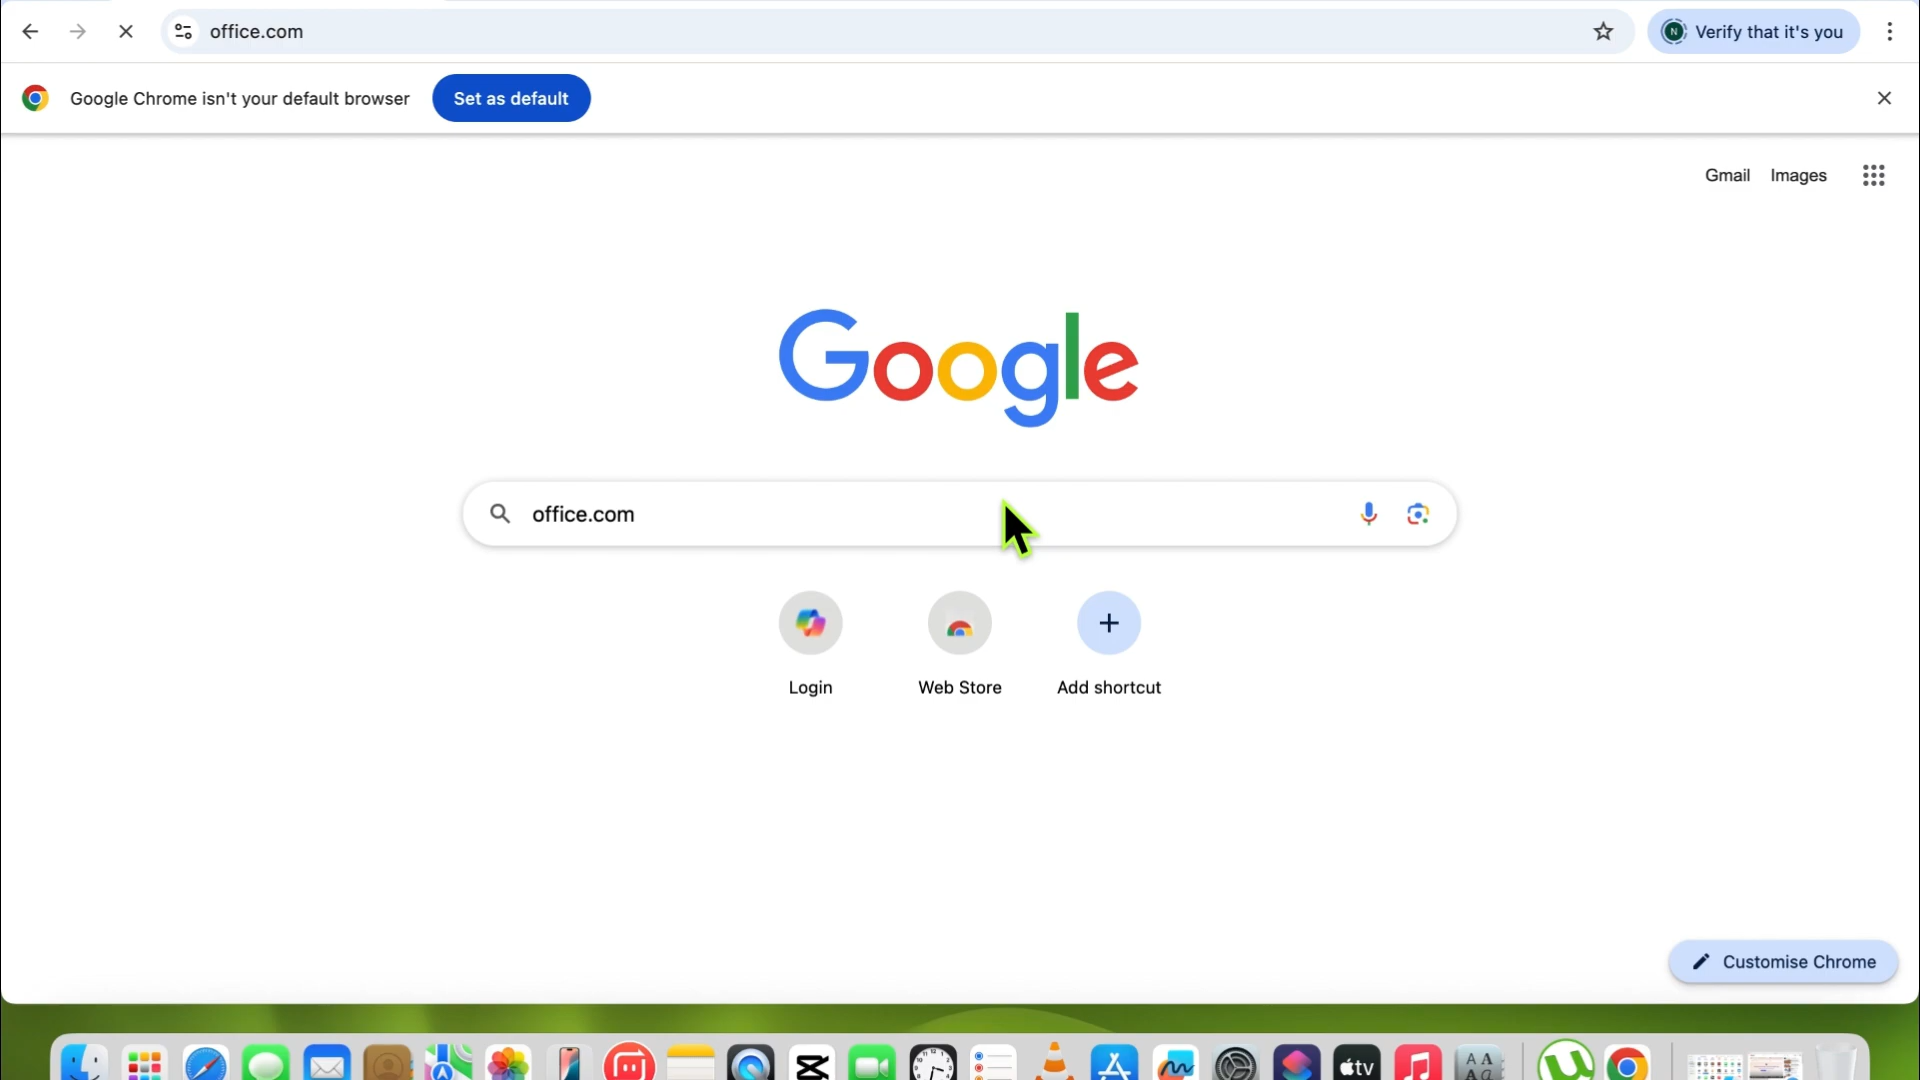 office.com
N Verify that it's you
Google Chrome isn't your default browser Set as default
Gmail Images
Google
office.com
Login Web Store Add shortcut
Customise Chrome
tv